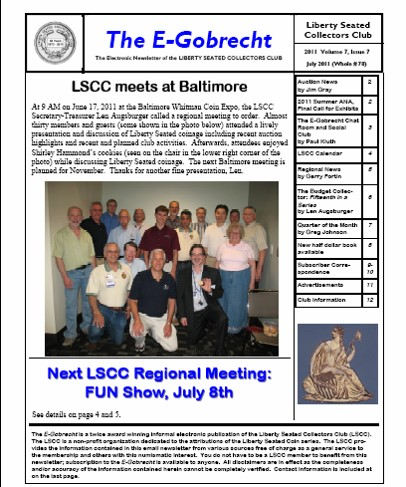 The E-Gobrecht
The Electronic Newsletter of the LIBERTY SEATED COLLECTORS CLUB
Liberty Seated
Collectors Club
2011 Volume 7, Issue 7
July 2011 (Whole # 78)
LSCC meets at Baltimore
At 9 AM on June 17, 2011 at the Baltimore Whitman Coin Expo, the LSCC
Secretary-Treasurer Len Augsburger called a regional meeting to order. Almost
thirty members and guests (some shown in the photo below) attended a lively
presentation and discussion of Liberty Seated coinage including recent auction
highlights and recent and planned club activities. Afterwards, attendees enjoyed
Shirley Hammond's cookies (seen on the chair in the lower right corner of the
photo) while discussing Liberty Seated coinage. The next Baltimore meeting is
planned for November. Thanks for another fine presentation, Len.
Next LSCC Regional Meeting:
FUN Show, July 8th
See details on page 4 and 5.
Auction News 2
by Jim Gray
2011 Summer ANA, 2
Final Call for Exhibits
The E-Gobrecht Chat
Room and Social 3
Club
by Paul Kluth
LSCC Calendar 4
Regional News 5
by Gerry Fortin
The Budget Collec-
tor: Fifteenth in a 6
Series
by Len Augsburger
Quarter of the Month 7
by Greg Johnson
New half dollar book 8
available
Subscriber Corre- 9-
spondence 10
Advertisements 11
Club Information 12
The E-Gobrecht is a twice award winning informal electronic publication of the Liberty Seated Collectors Club (LSCC).
The LSCC is a non-profit organization dedicated to the attributions of the Liberty Seated Coin series. The LSCC pro-
vides the information contained in this email newsletter from various sources free of charge as a general service to
the membership and others with this numismatic interest. You do not have to be a LSCC member to benefit from this
newsletter; subscription to the E-Gobrecht is available to anyone. All disclaimers are in effect as the completeness
and/or accuracy of the information contained herein cannot be completely verified. Contact information is included at
on the last page.